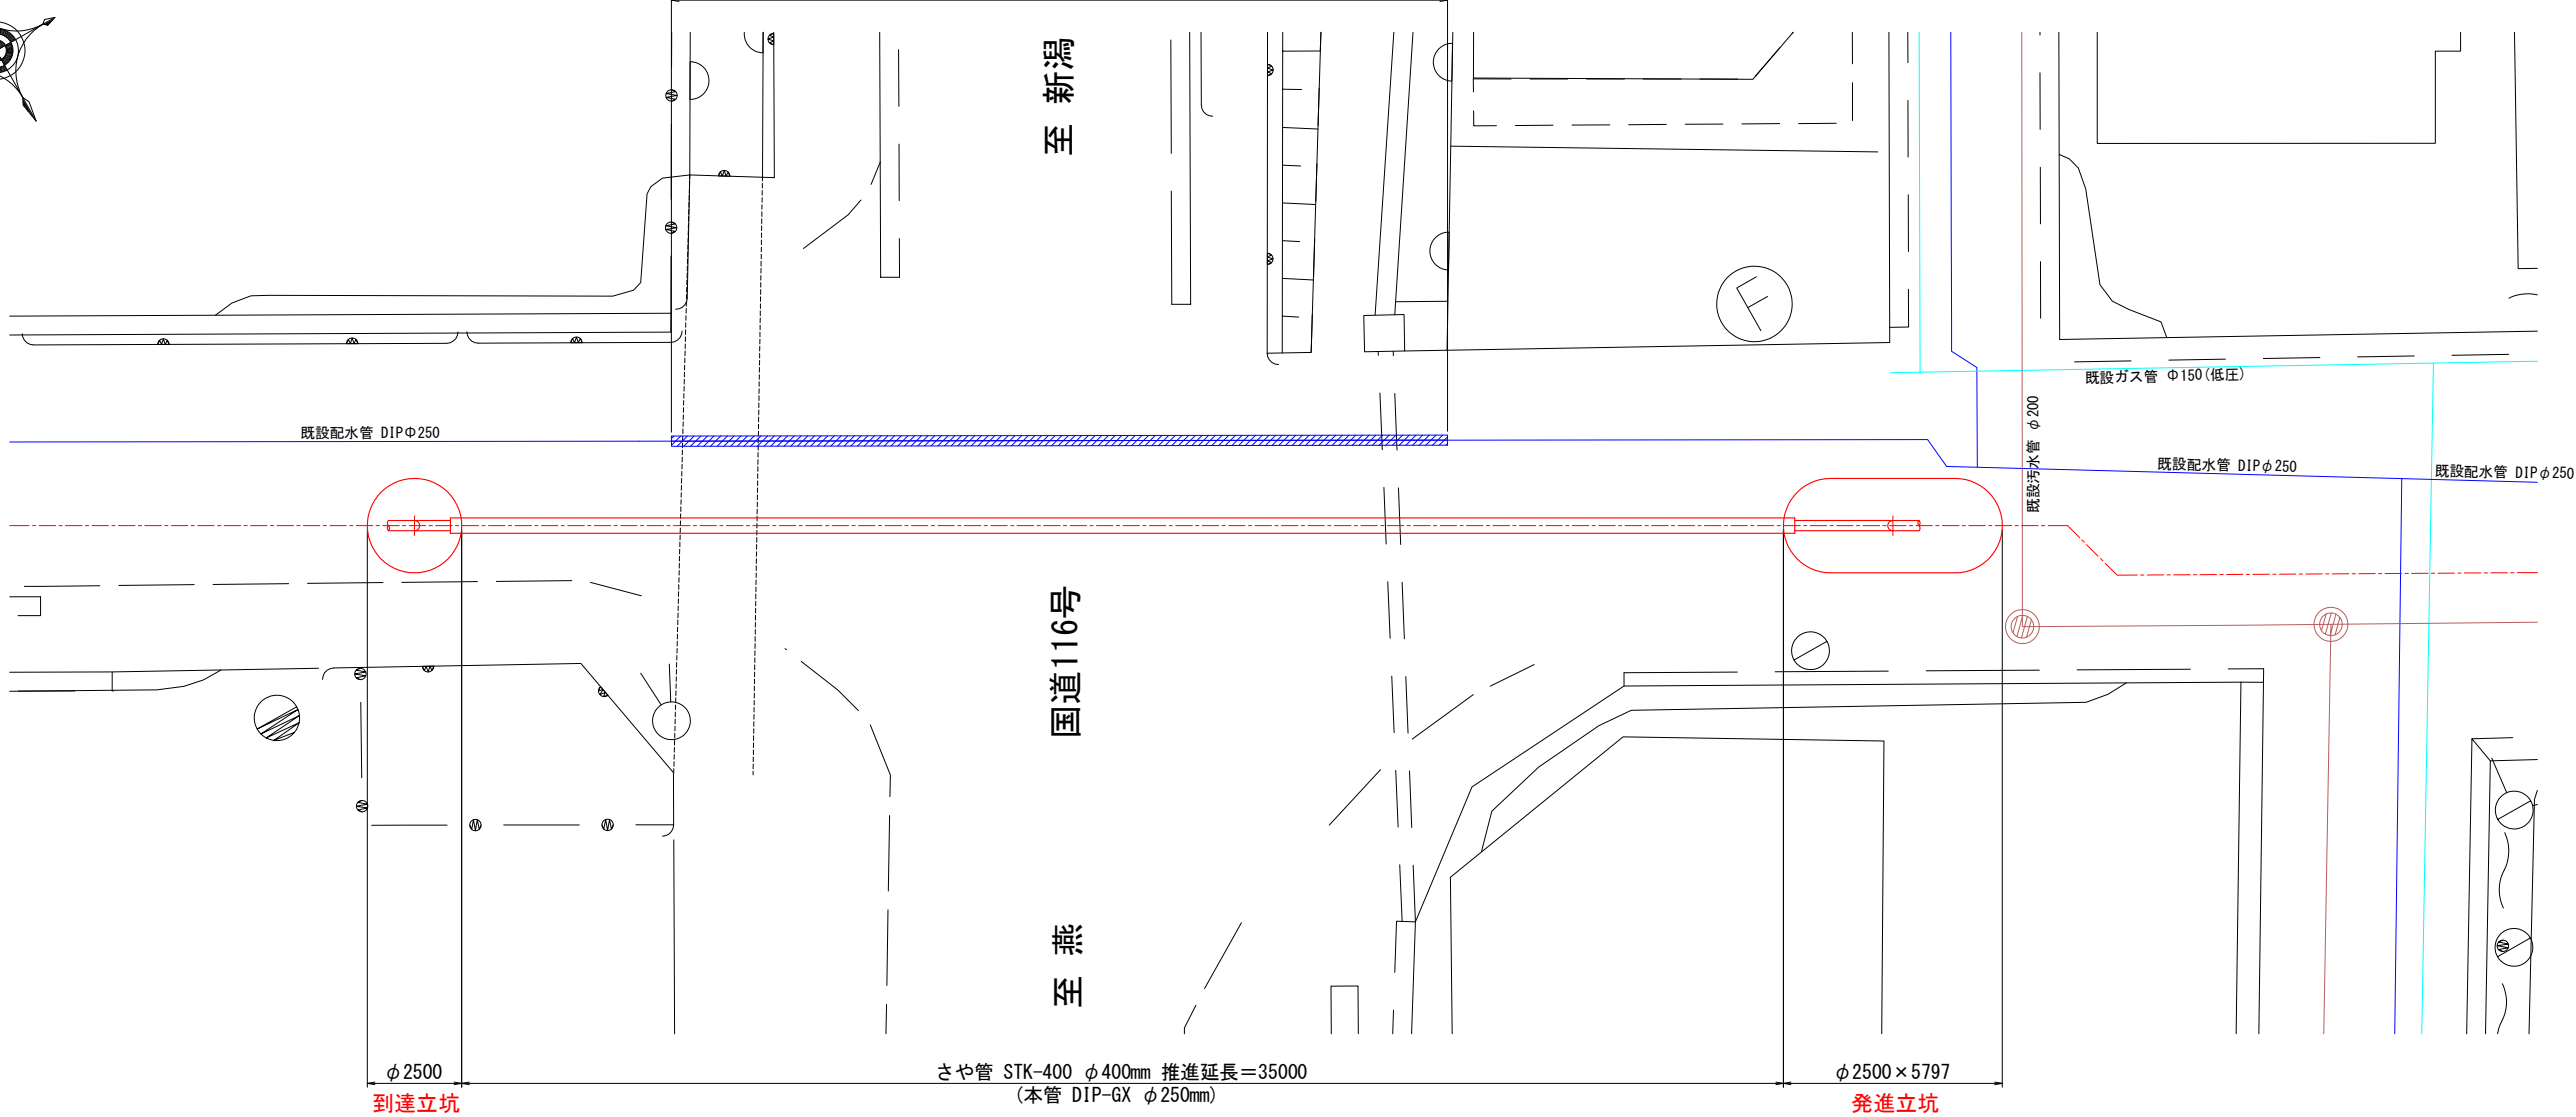 至 新潟
既設ガス管 Φ150(低圧)
既設汚水管 φ200
既設配水管 DIPΦ250
既設配水管 DIPφ250
既設配水管 DIPφ250
国道116号
至 燕
φ2500
さや管 STK-400 φ400mm 推進延長＝35000
φ2500×5797
(本管 DIP-GX φ250mm)
到達立坑
発進立坑